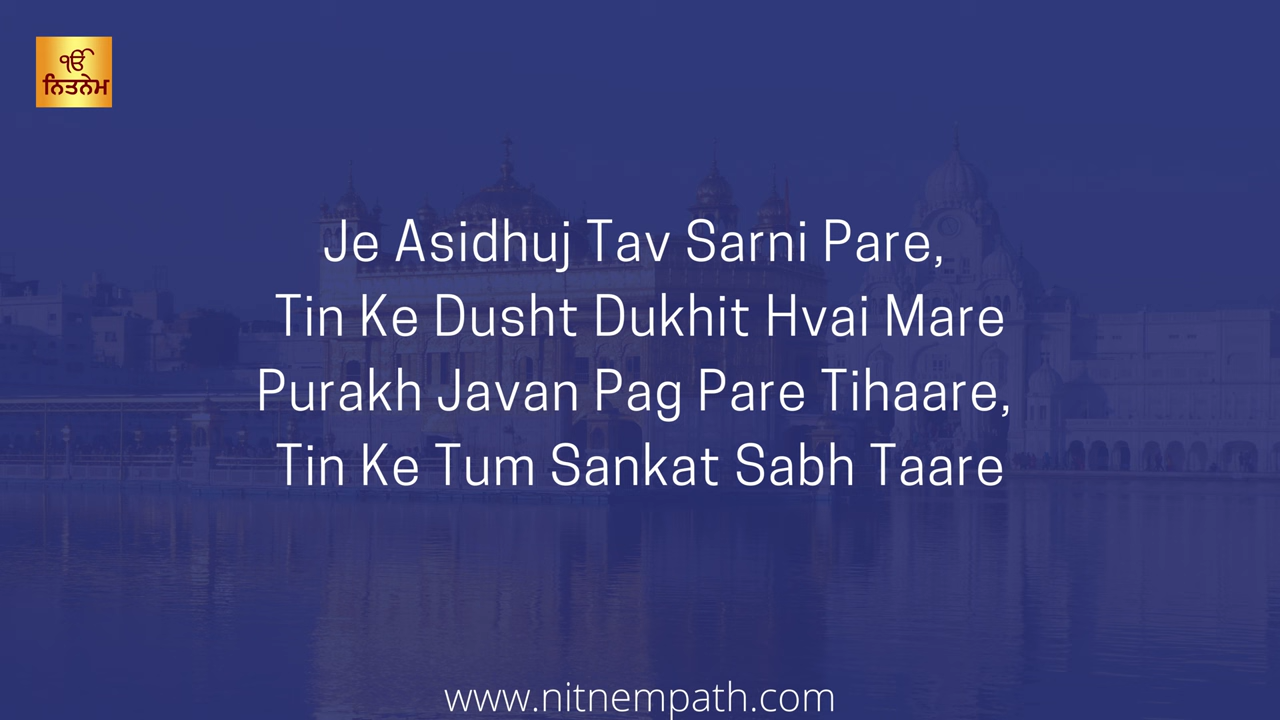 ੴ
ਨਿਤਨੇਮ
Je Asidhuj Tav Sarni Pare,
Tin Ke Dusht Dukhit Hvai Mare
Purakh Javan Pag Pare Tihaare,
Tin Ke Tum Sankat Sabh Taare
www.nitnempath.com